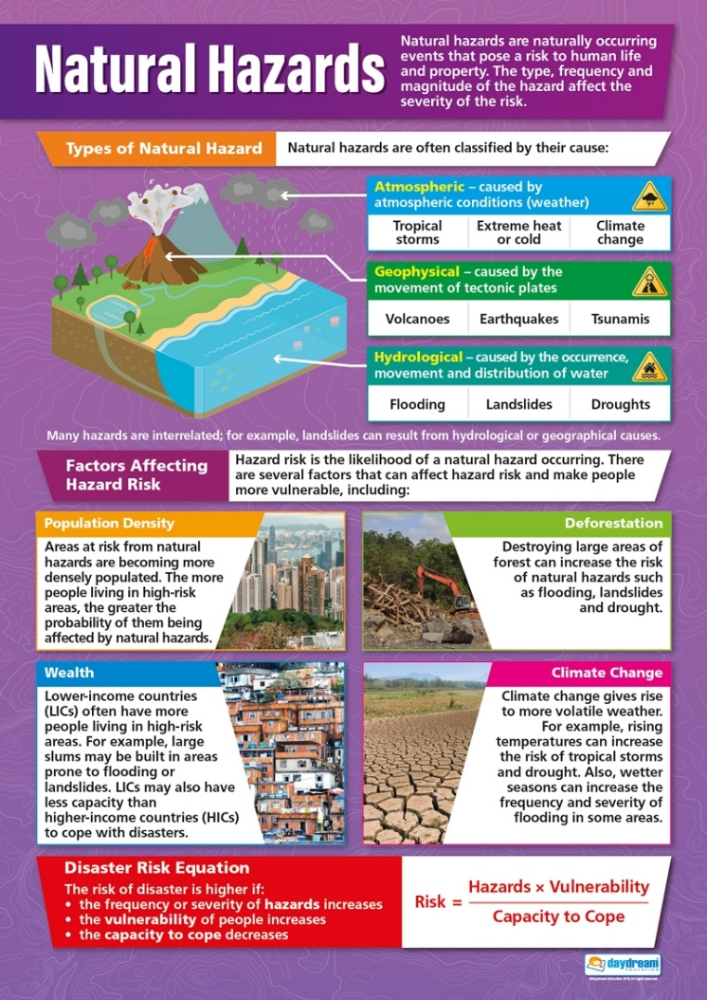 Natural Hazards
Natural hazards are naturally occurring
events that pose a risk to human life
and property. The type, frequency and
magnitude of the hazard affect the
severity of the risk.
Types of Natural Hazard
Natural hazards are often classified by their cause:
Atmospheric – caused by
atmospheric conditions (weather)
Tropical
storms
Extreme heat
or cold
Climate
change
Geophysical – caused by the
movement of tectonic plates
Volcanoes
Earthquakes
Tsunamis
Hydrological – caused by the occurrence,
movement and distribution of water
Flooding
Landslides
Droughts
Many hazards are interrelated; for example, landslides can result from hydrological or geographical causes.
Factors Affecting
Hazard Risk
Hazard risk is the likelihood of a natural hazard occurring. There
are several factors that can affect hazard risk and make people
more vulnerable, including:
Population Density
Areas at risk from natural
hazards are becoming more
densely populated. The more
people living in high-risk
areas, the greater the
probability of them being
affected by natural hazards.
Deforestation
Destroying large areas of
forest can increase the risk
of natural hazards such
as flooding, landslides
and drought.
Wealth
Lower-income countries
(LICs) often have more
people living in high-risk
areas. For example, large
slums may be built in areas
prone to flooding or
landslides. LICs may also have
less capacity than
higher-income countries (HICs)
to cope with disasters.
Climate Change
Climate change gives rise
to more volatile weather.
For example, rising
temperatures can increase
the risk of tropical storms
and drought. Also, wetter
seasons can increase the
frequency and severity of
flooding in some areas.
Disaster Risk Equation
The risk of disaster is higher if:
• the frequency or severity of hazards increases
• the vulnerability of people increases
• the capacity to cope decreases
Risk =
Hazards × Vulnerability
Capacity to Cope
daydream
EDUCATION